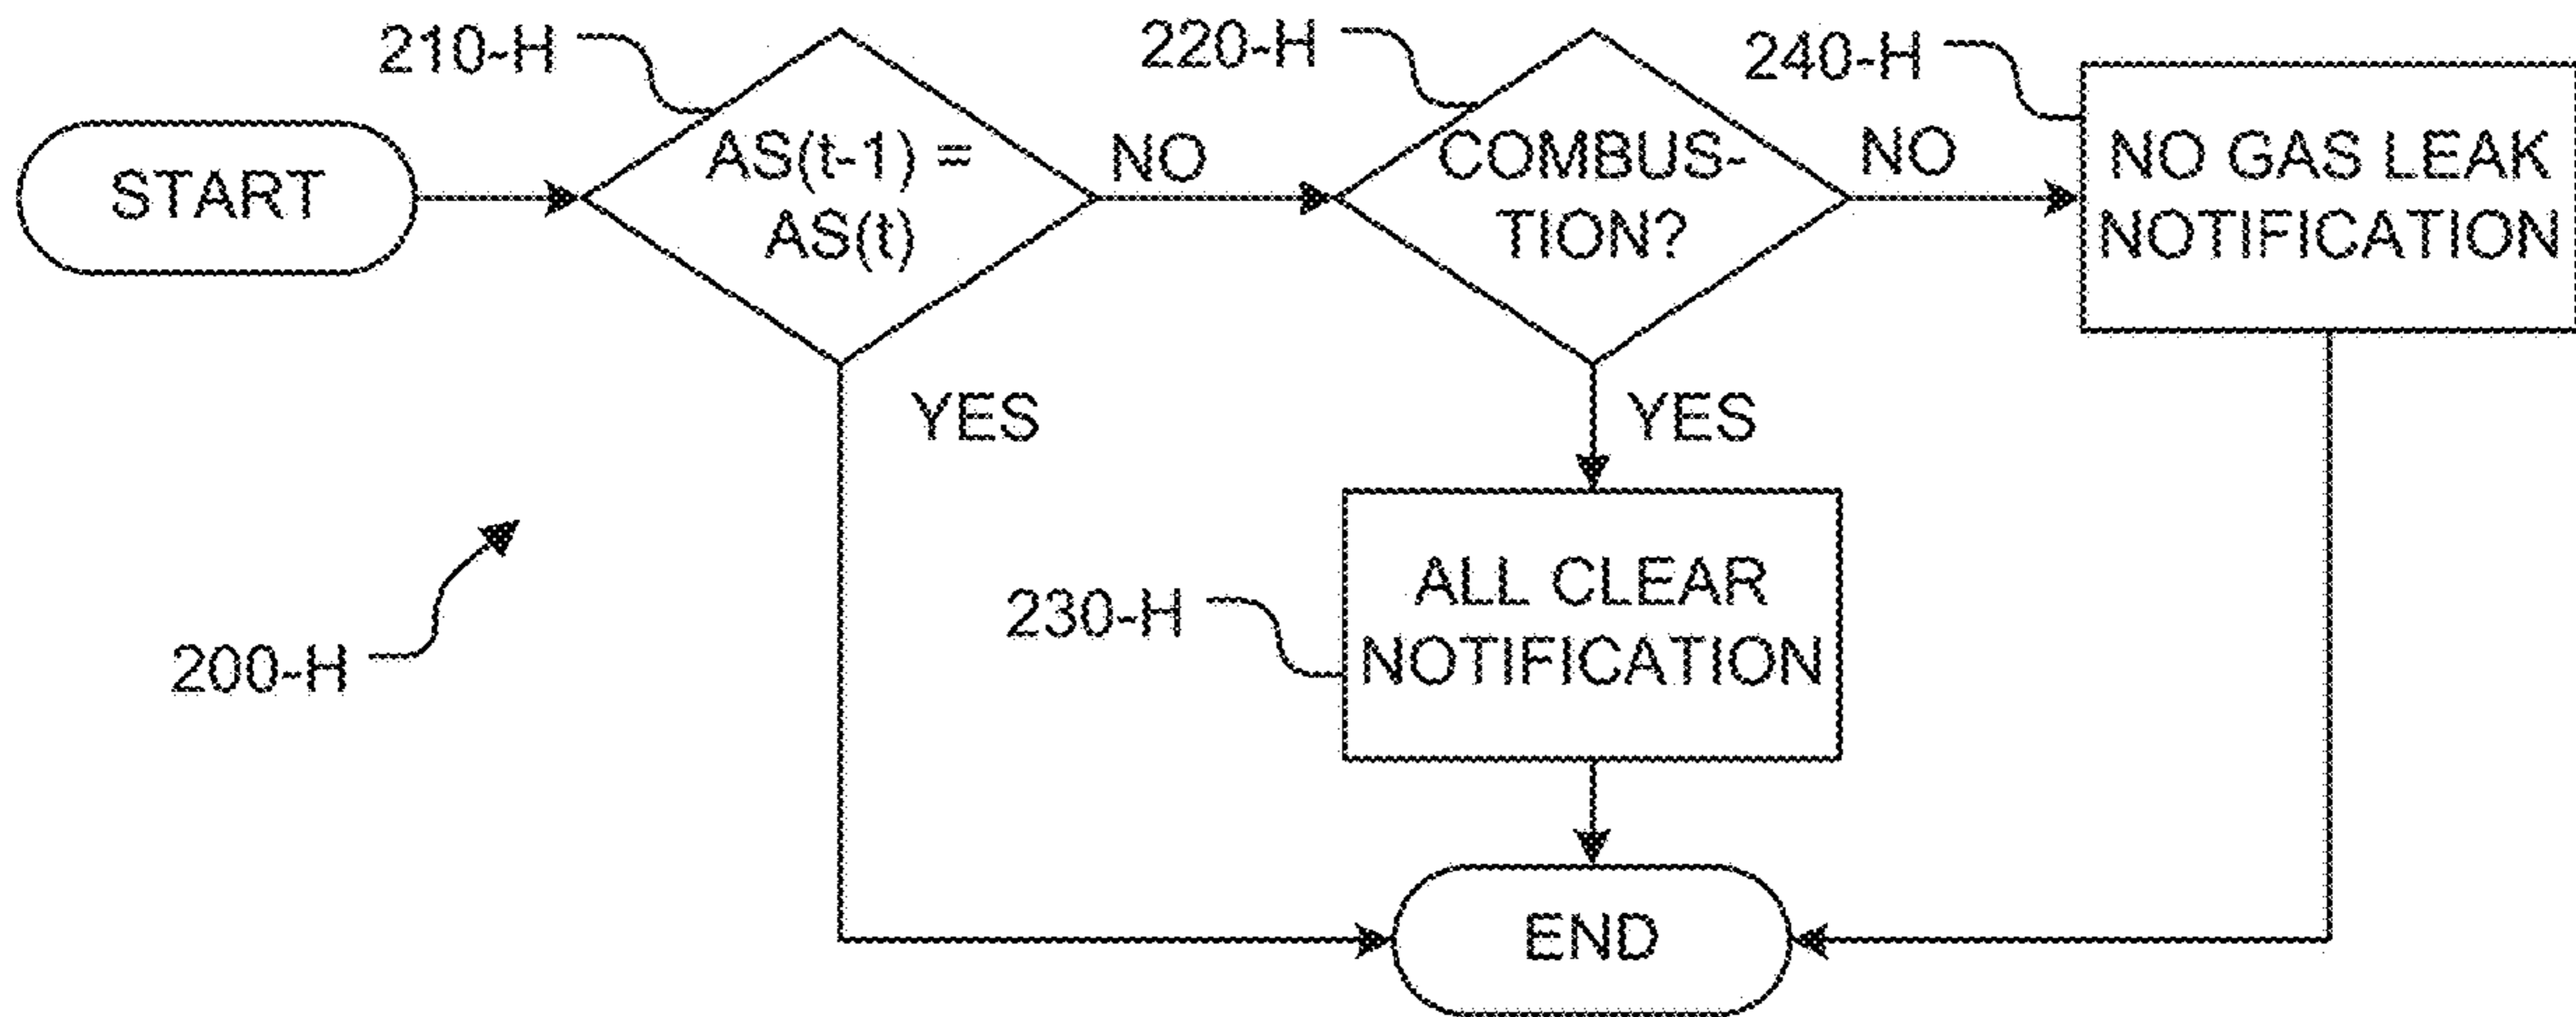 210-H
220-H
240-H
START
AS(t-1) =
AS(t)
NO
COMBUS-
TION?
NO
NO GAS LEAK
NOTIFICATION
YES
YES
200-H
230-H
ALL CLEAR
NOTIFICATION
END